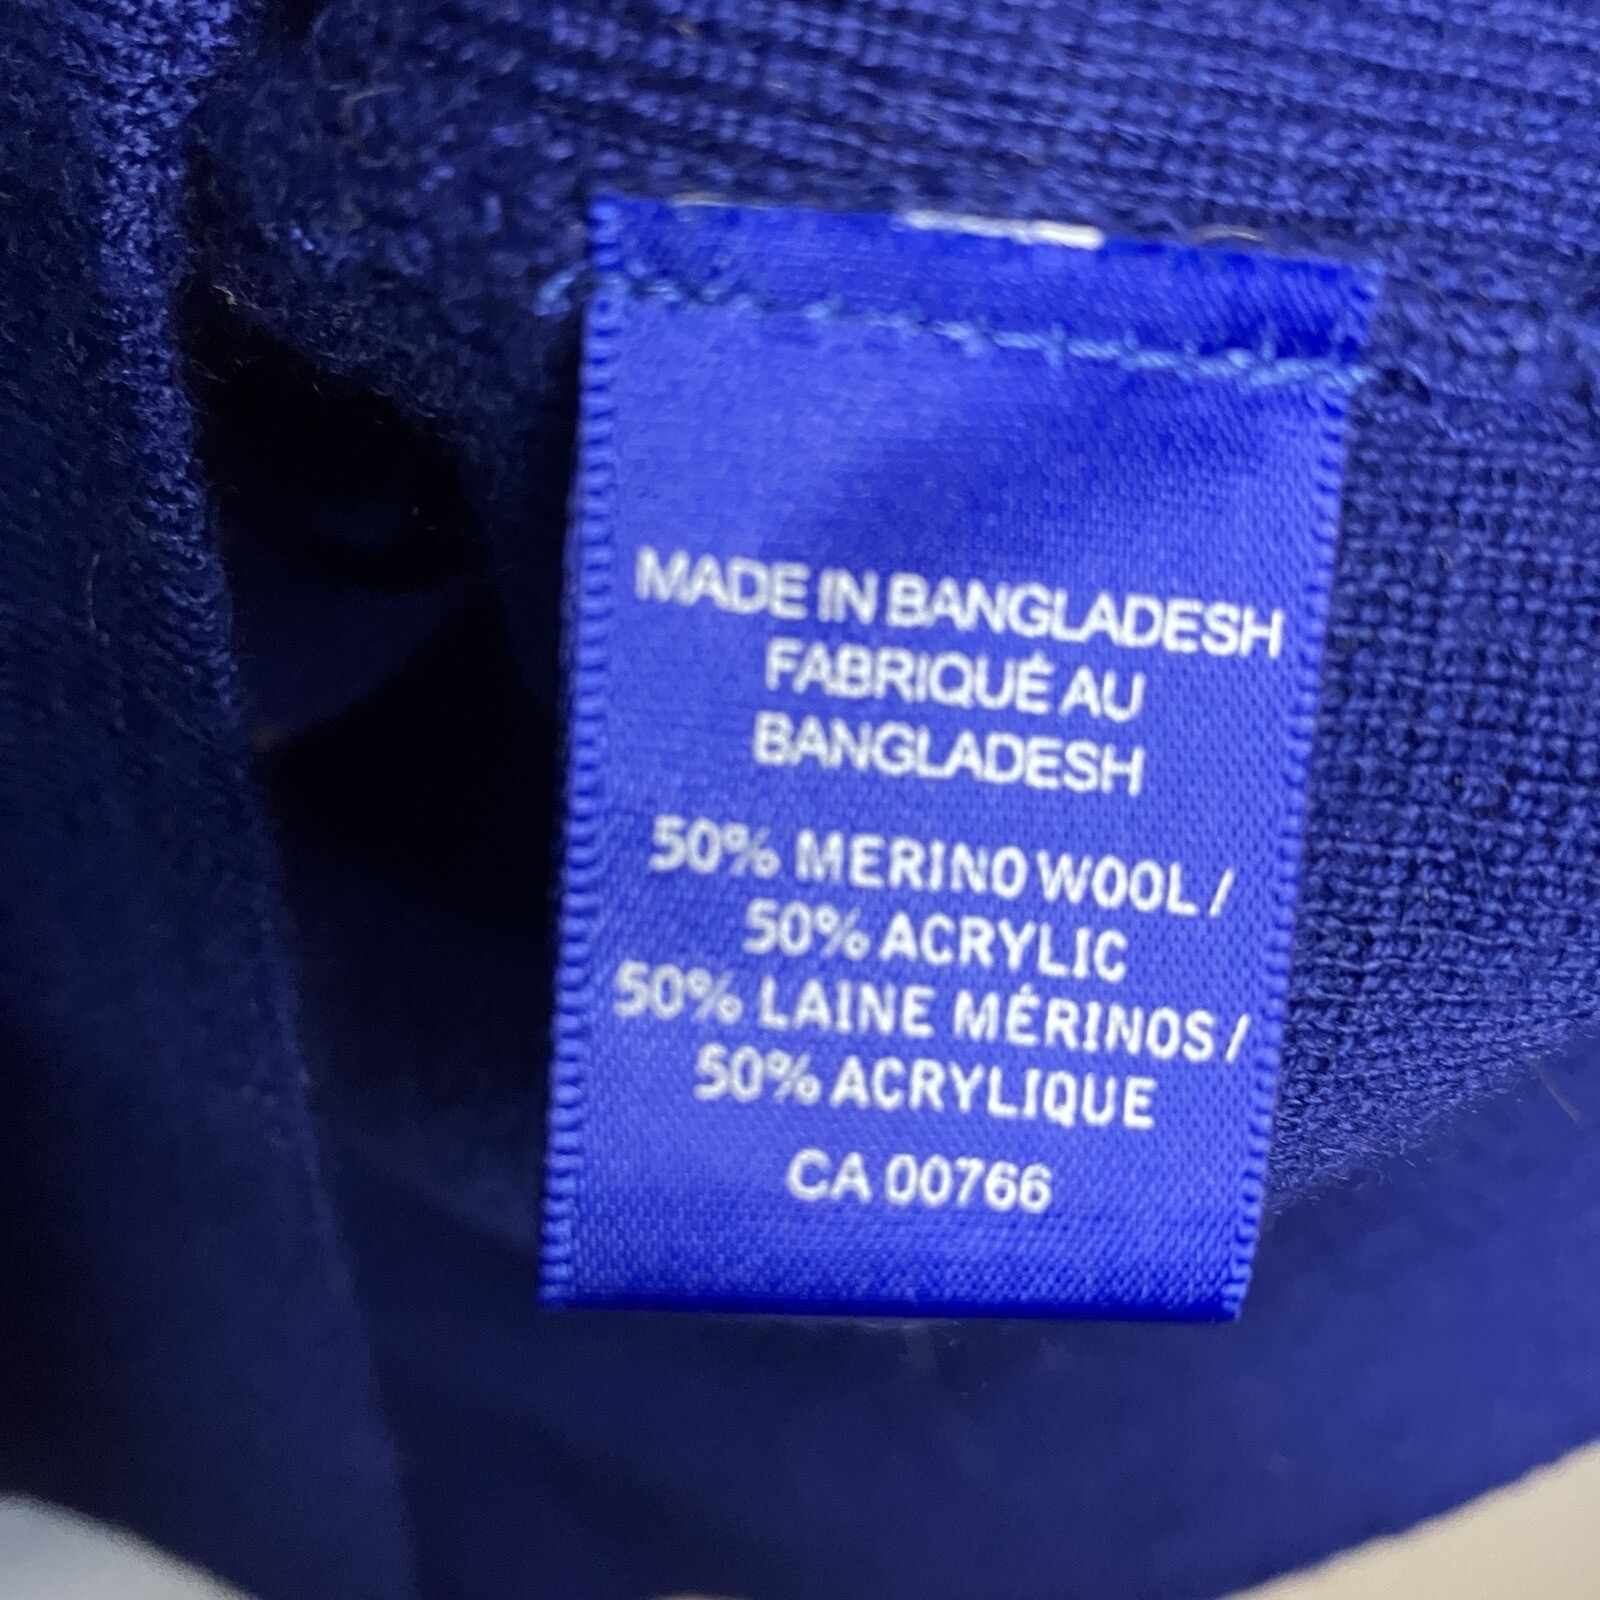 MADE IN BANGLADESH
FABRIQUÉ AU
BANGLADESH
50% MERINO WOOL /
50% ACRYLIC
50% LAINE MÉRINOS /
50% ACRYLIQUE
CA 00766